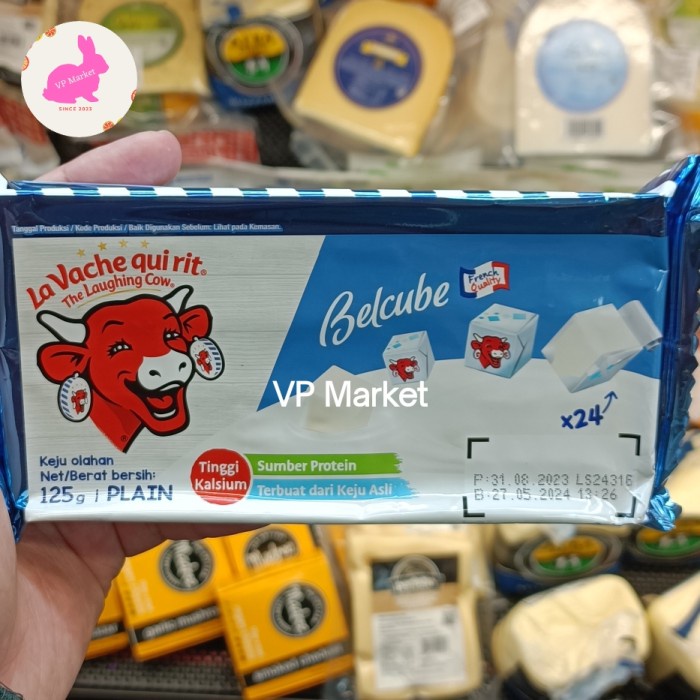 VP Market
SINCE 2023
Tanggal Produksi / Kode Produksi / Baik Digunakan Sebelum: Lihat pada Kemasan.
La Vache qui rit®
The Laughing Cow®
Belcube
French
Quality
VP Market
x24
Keju olahan
Net/Berat bersih:
125g | PLAIN
Tinggi
Kalsium
Sumber Protein
Terbuat dari Keju Asli
P:31.08.2023 LS24316
B:27.05.2024 13:26